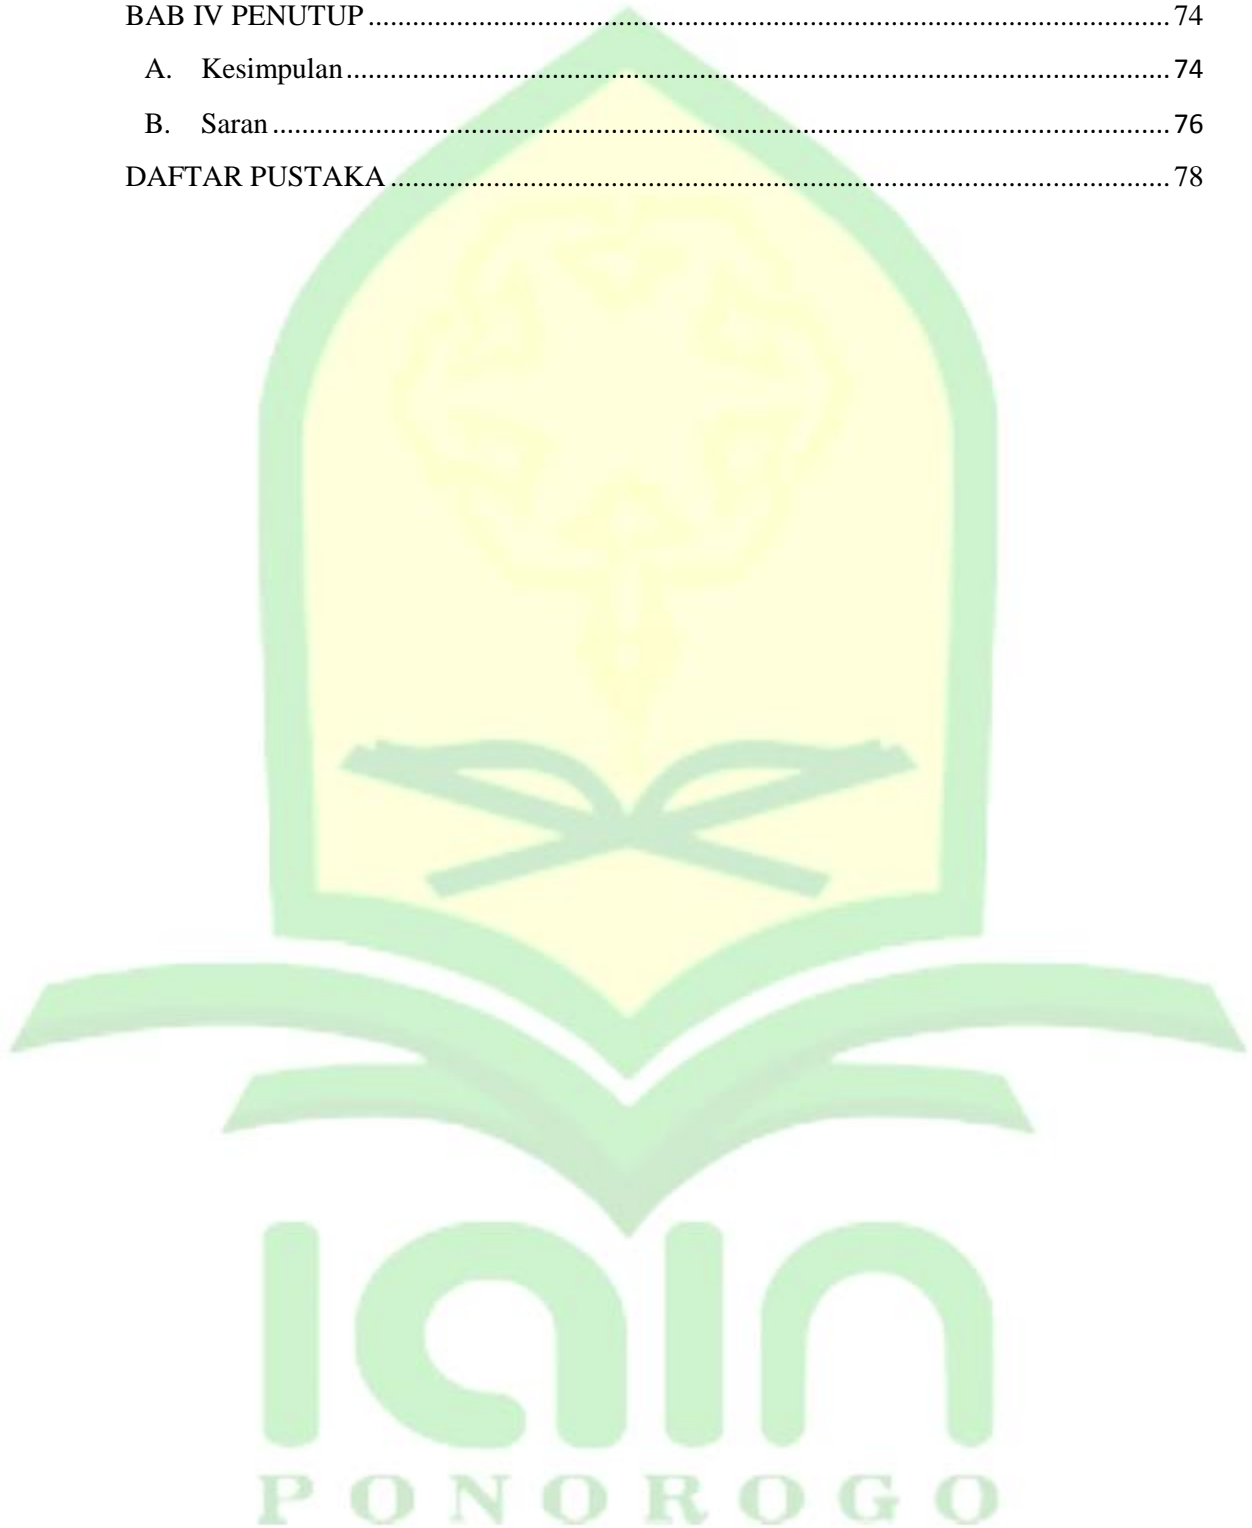 BAB IV PENUTUP........................................................................................................... 74
A. Kesimpulan.............................................................................................................. 74
B. Saran........................................................................................................................ 76
DAFTAR PUSTAKA........................................................................................................ 78
IAIN
PONOROGO